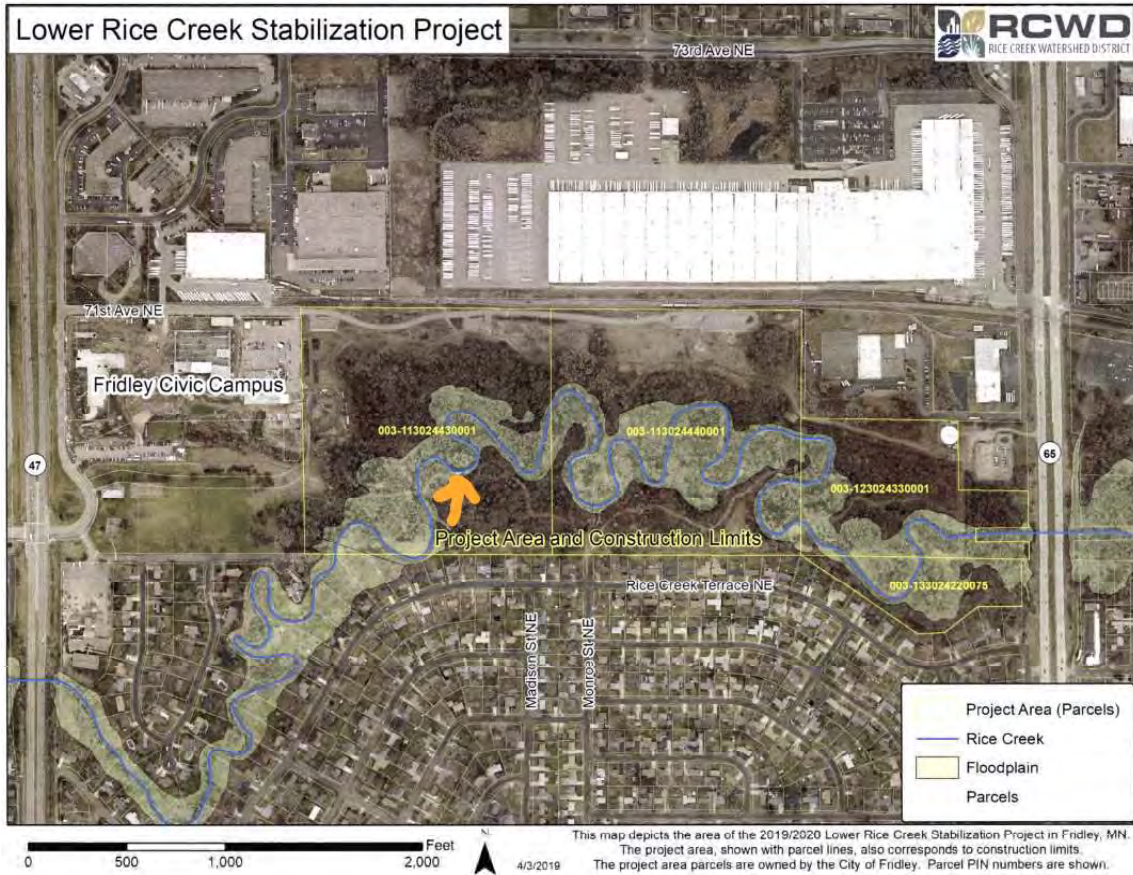 Lower Rice Creek Stabilization Project
RCWD
RICE CREEK WATERSHED DISTRICT
73rd Ave NE
71st Ave NE
Fridley Civic Campus
003-113024430001
003-113024440001
47
65
003-123024330001
Project Area and Construction Limits
Rice Creek Terrace NE
003-133024220075
Madison St NE
Monroe St NE
Project Area (Parcels)
Rice Creek
Floodplain
Parcels
Feet
0 500 1,000 2,000
N
4/3/2019
This map depicts the area of the 2019/2020 Lower Rice Creek Stabilization Project in Fridley, MN.
The project area, shown with parcel lines, also corresponds to construction limits.
The project area parcels are owned by the City of Fridley. Parcel PIN numbers are shown.